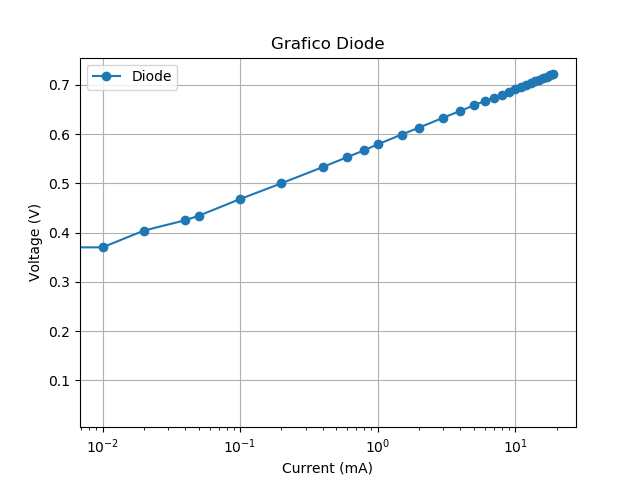 Grafico Diode
Diode
0.7
0.6
0.5
0.4
0.3
0.2
0.1
Voltage (V)
10⁻² 10⁻¹ 10⁰ 10¹
Current (mA)